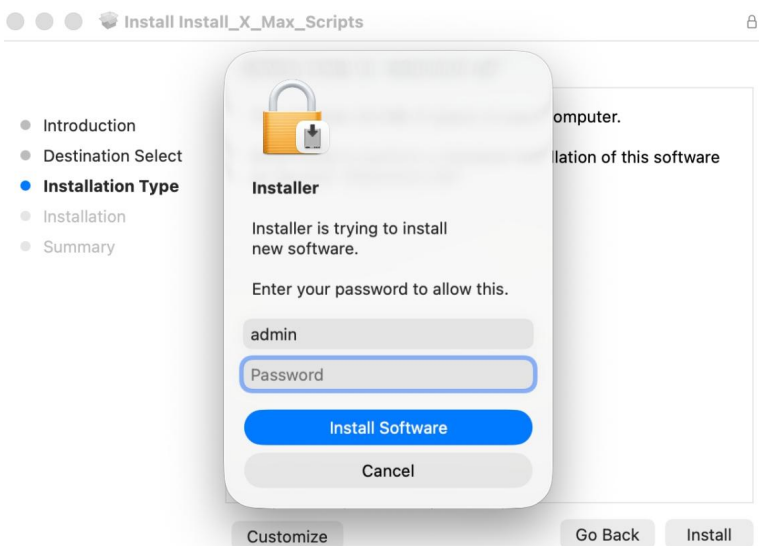 Install Install_X_Max_Scripts
Introduction
Destination Select
Installation Type
Installation
Summary
omputer.
lation of this software
Installer
Installer is trying to install
new software.
Enter your password to allow this.
admin
Password
Install Software
Cancel
Customize
Go Back
Install